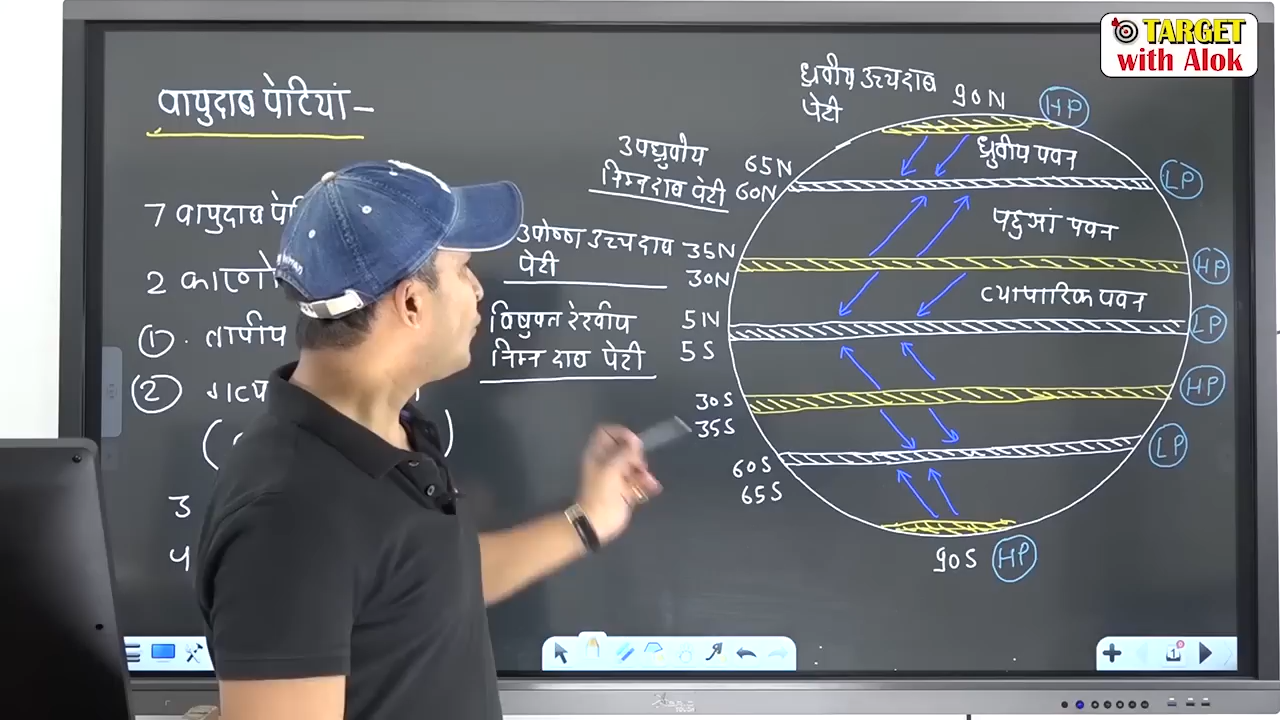 TARGET
with Alok
वायुदाब पेटियां –
7 वायुदाब
2
① तापीय
②
3
4
ध्रुवीय उच्चदाब
पेटी
90N
HP
उपध्रुवीय
निम्नदाब पेटी
65N
60N
ध्रुवीय पवन
LP
पछुआं पवन
उपोष्ण उच्चदाब
पेटी
35N
30N
HP
व्यापारिक पवन
विषुवत रेखीय
निम्न दाब पेटी
5N
5S
LP
30S
35S
HP
60S
65S
LP
90S
HP